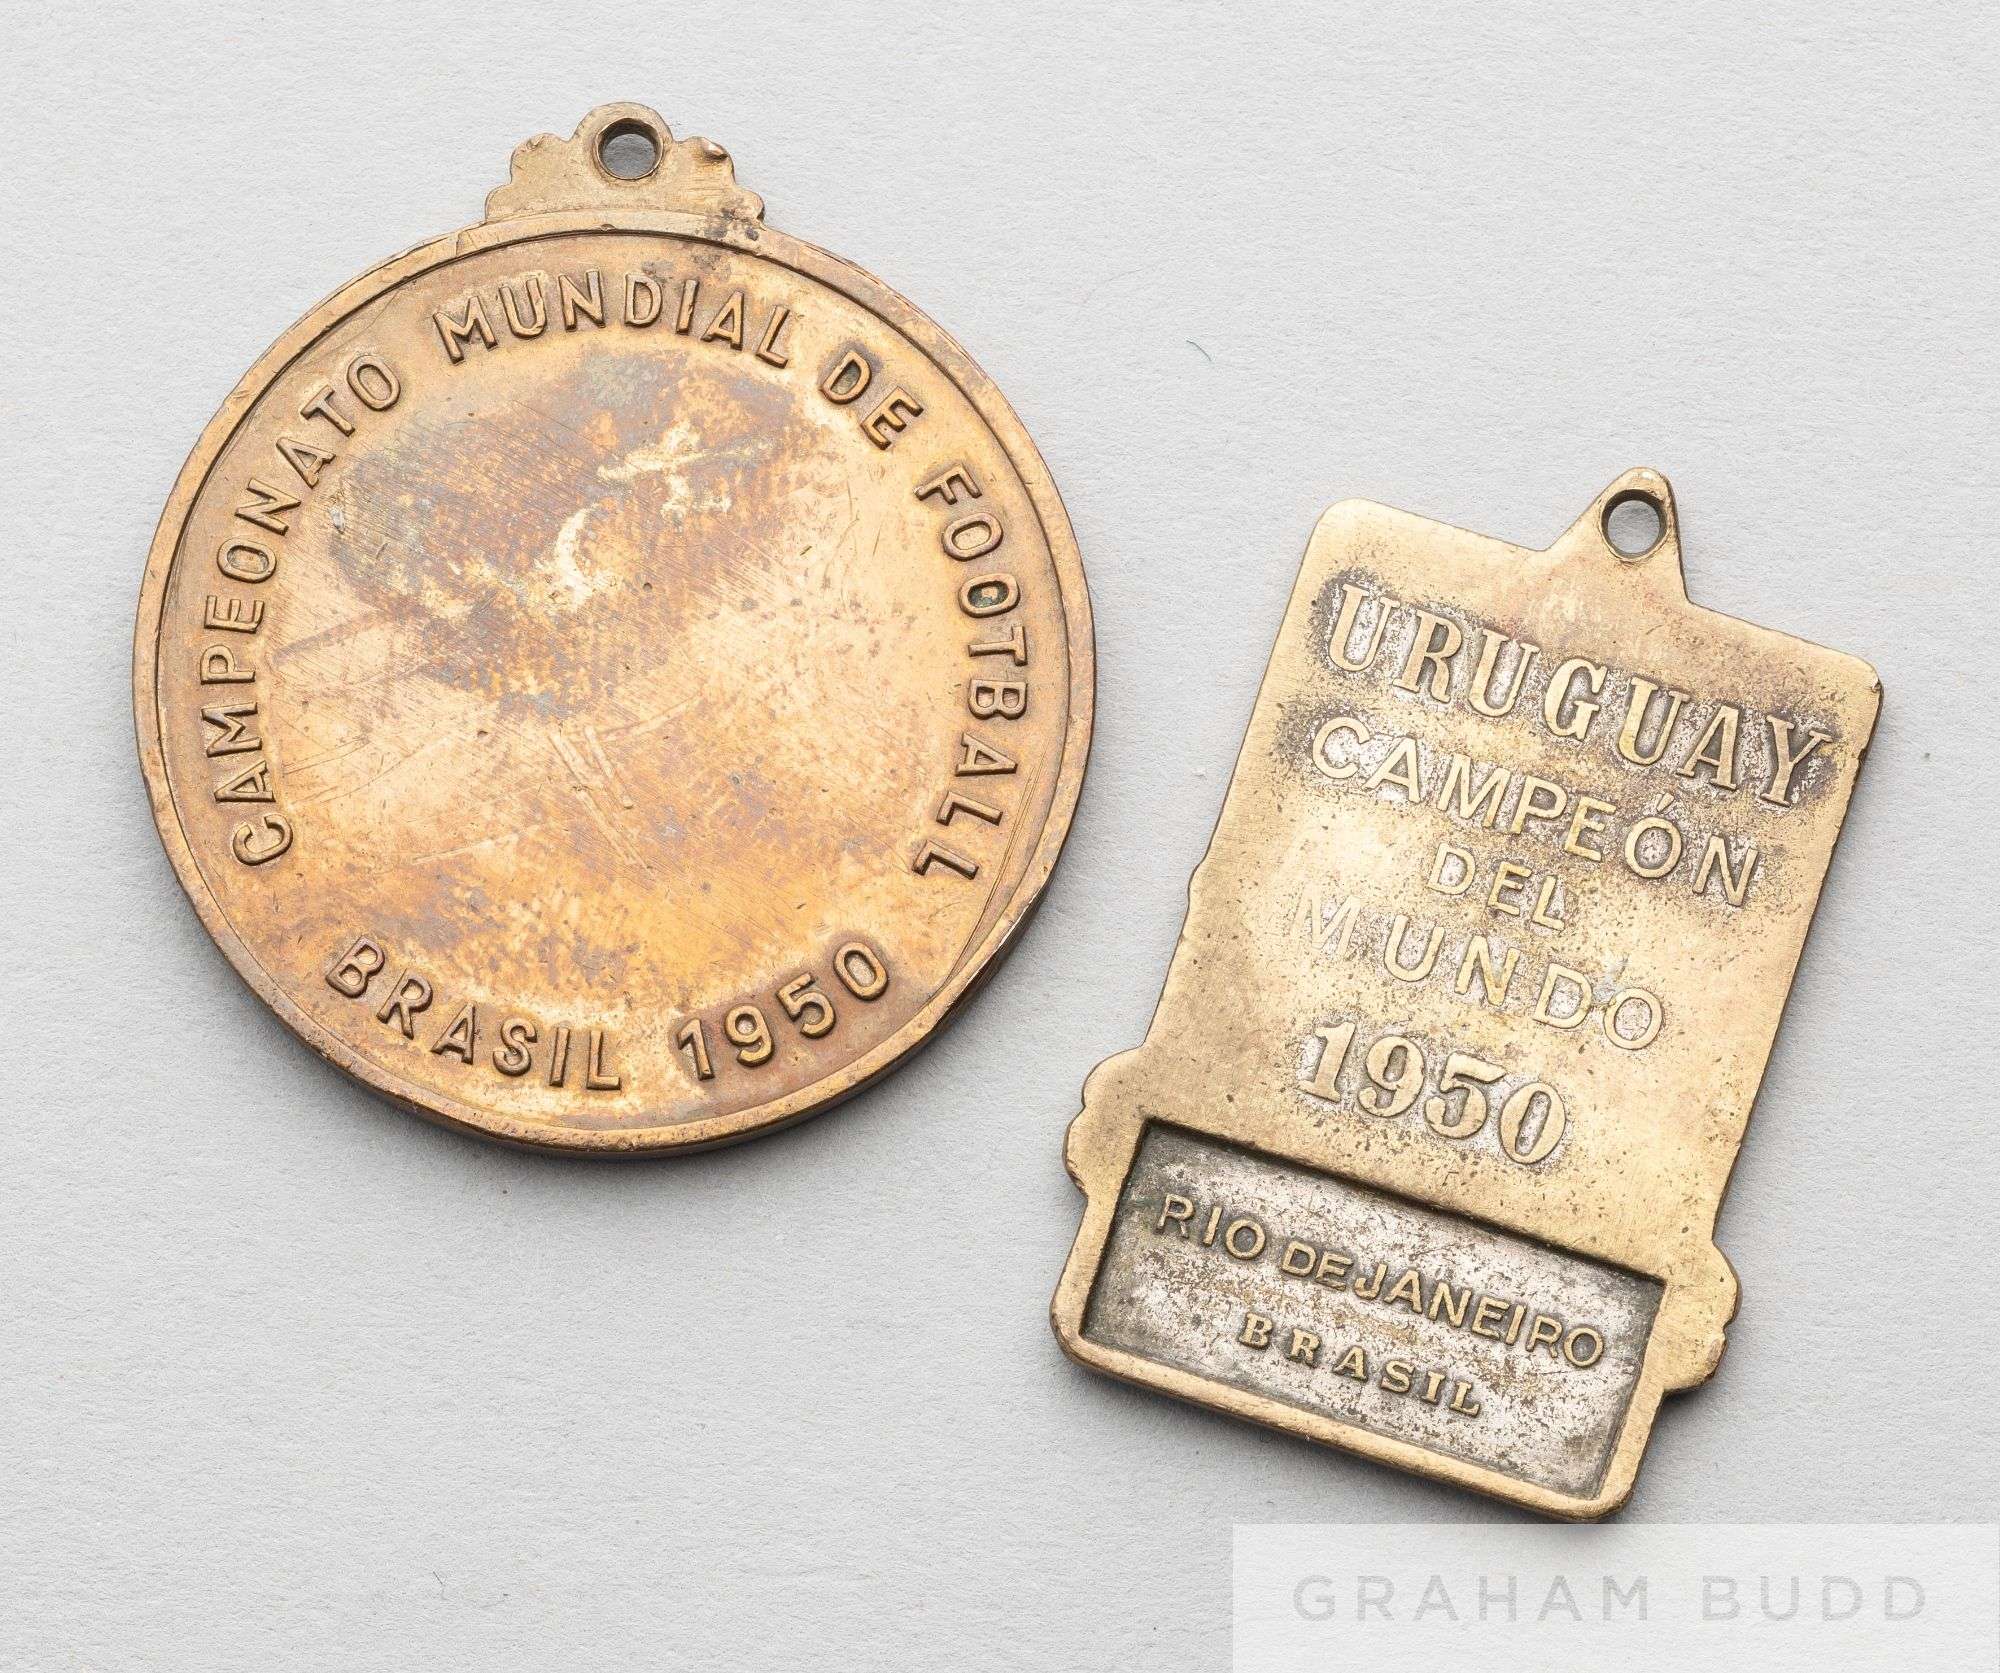 CAMPEONATO MUNDIAL DE FOOTBALL
BRASIL 1950
URUGUAY
CAMPEÓN
DEL
MUNDO
1950
RIO DE JANEIRO
BRASIL
GRAHAM BUDD